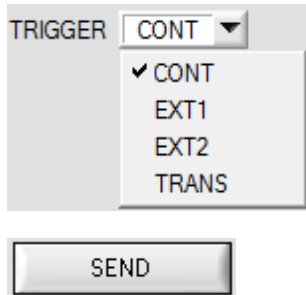 TRIGGER CONT
CONT
EXT1
EXT2
TRANS
SEND